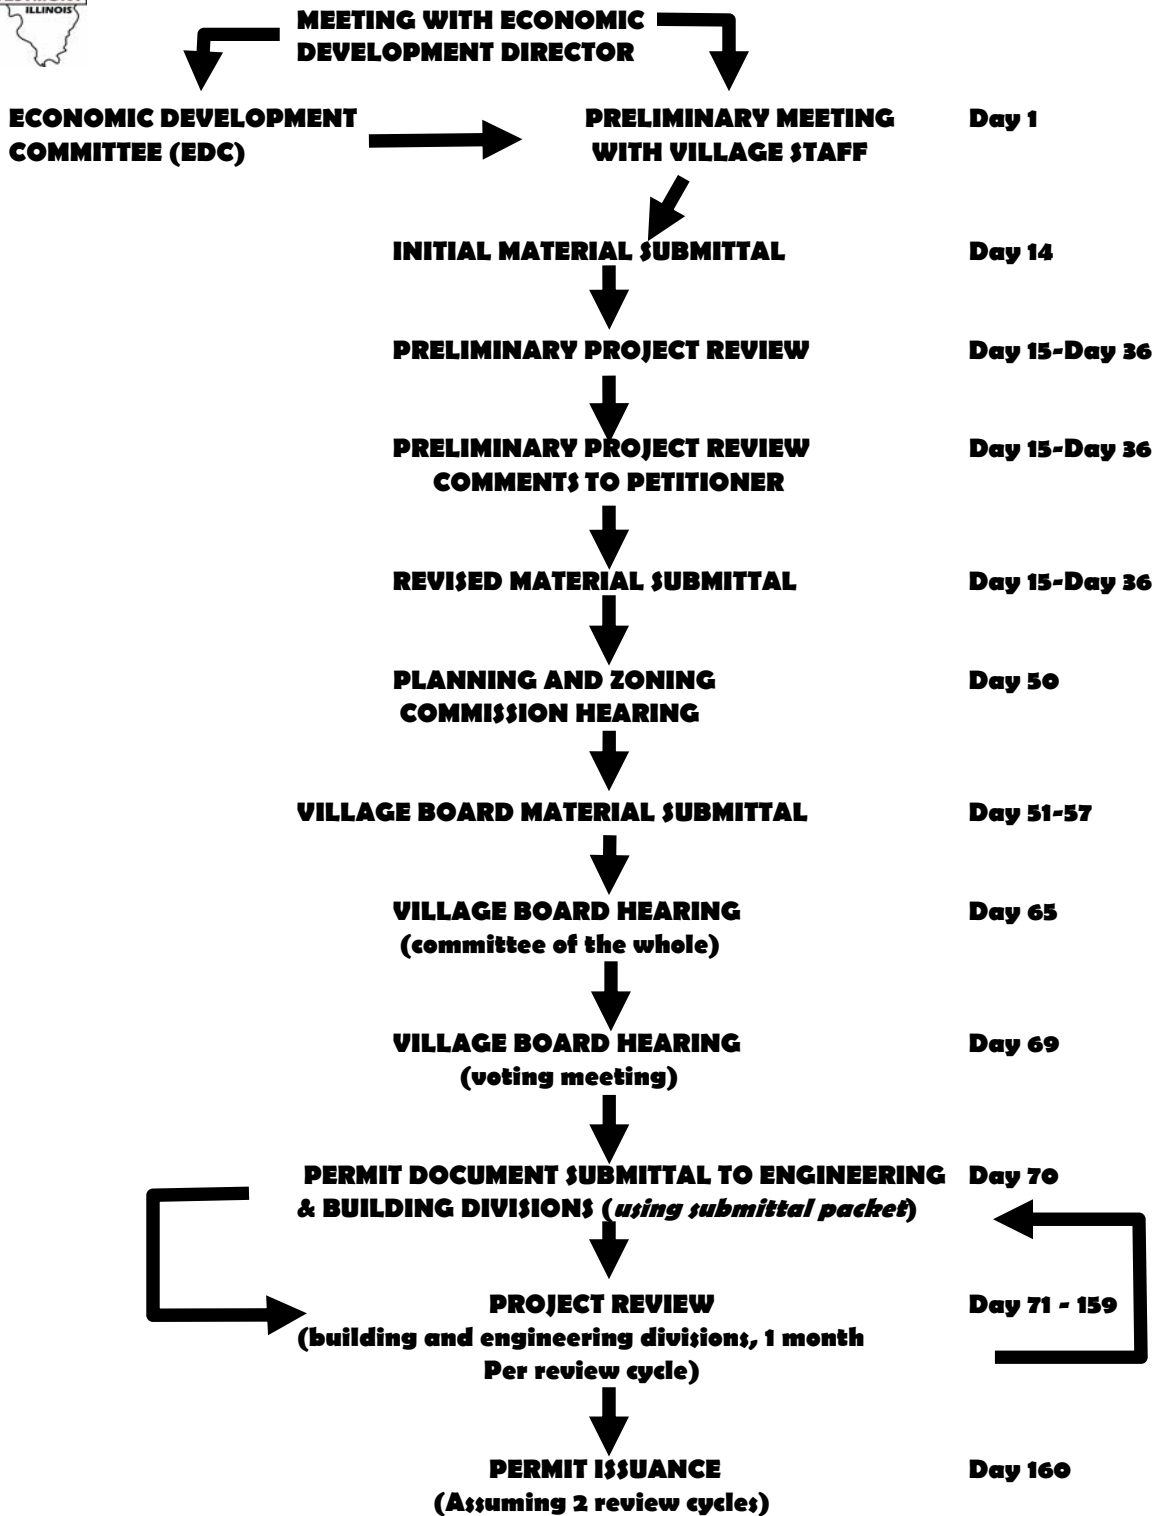 ILLINOIS
MEETING WITH ECONOMIC
DEVELOPMENT DIRECTOR
ECONOMIC DEVELOPMENT
COMMITTEE (EDC)
PRELIMINARY MEETING
WITH VILLAGE STAFF
Day 1
INITIAL MATERIAL SUBMITTAL
Day 14
PRELIMINARY PROJECT REVIEW
Day 15-Day 36
PRELIMINARY PROJECT REVIEW
COMMENTS TO PETITIONER
Day 15-Day 36
REVISED MATERIAL SUBMITTAL
Day 15-Day 36
PLANNING AND ZONING
COMMISSION HEARING
Day 50
VILLAGE BOARD MATERIAL SUBMITTAL
Day 51-57
VILLAGE BOARD HEARING
(committee of the whole)
Day 65
VILLAGE BOARD HEARING
(voting meeting)
Day 69
PERMIT DOCUMENT SUBMITTAL TO ENGINEERING
& BUILDING DIVISIONS (using submittal packet)
Day 70
PROJECT REVIEW
(building and engineering divisions, 1 month
Per review cycle)
Day 71 - 159
PERMIT ISSUANCE
(Assuming 2 review cycles)
Day 160